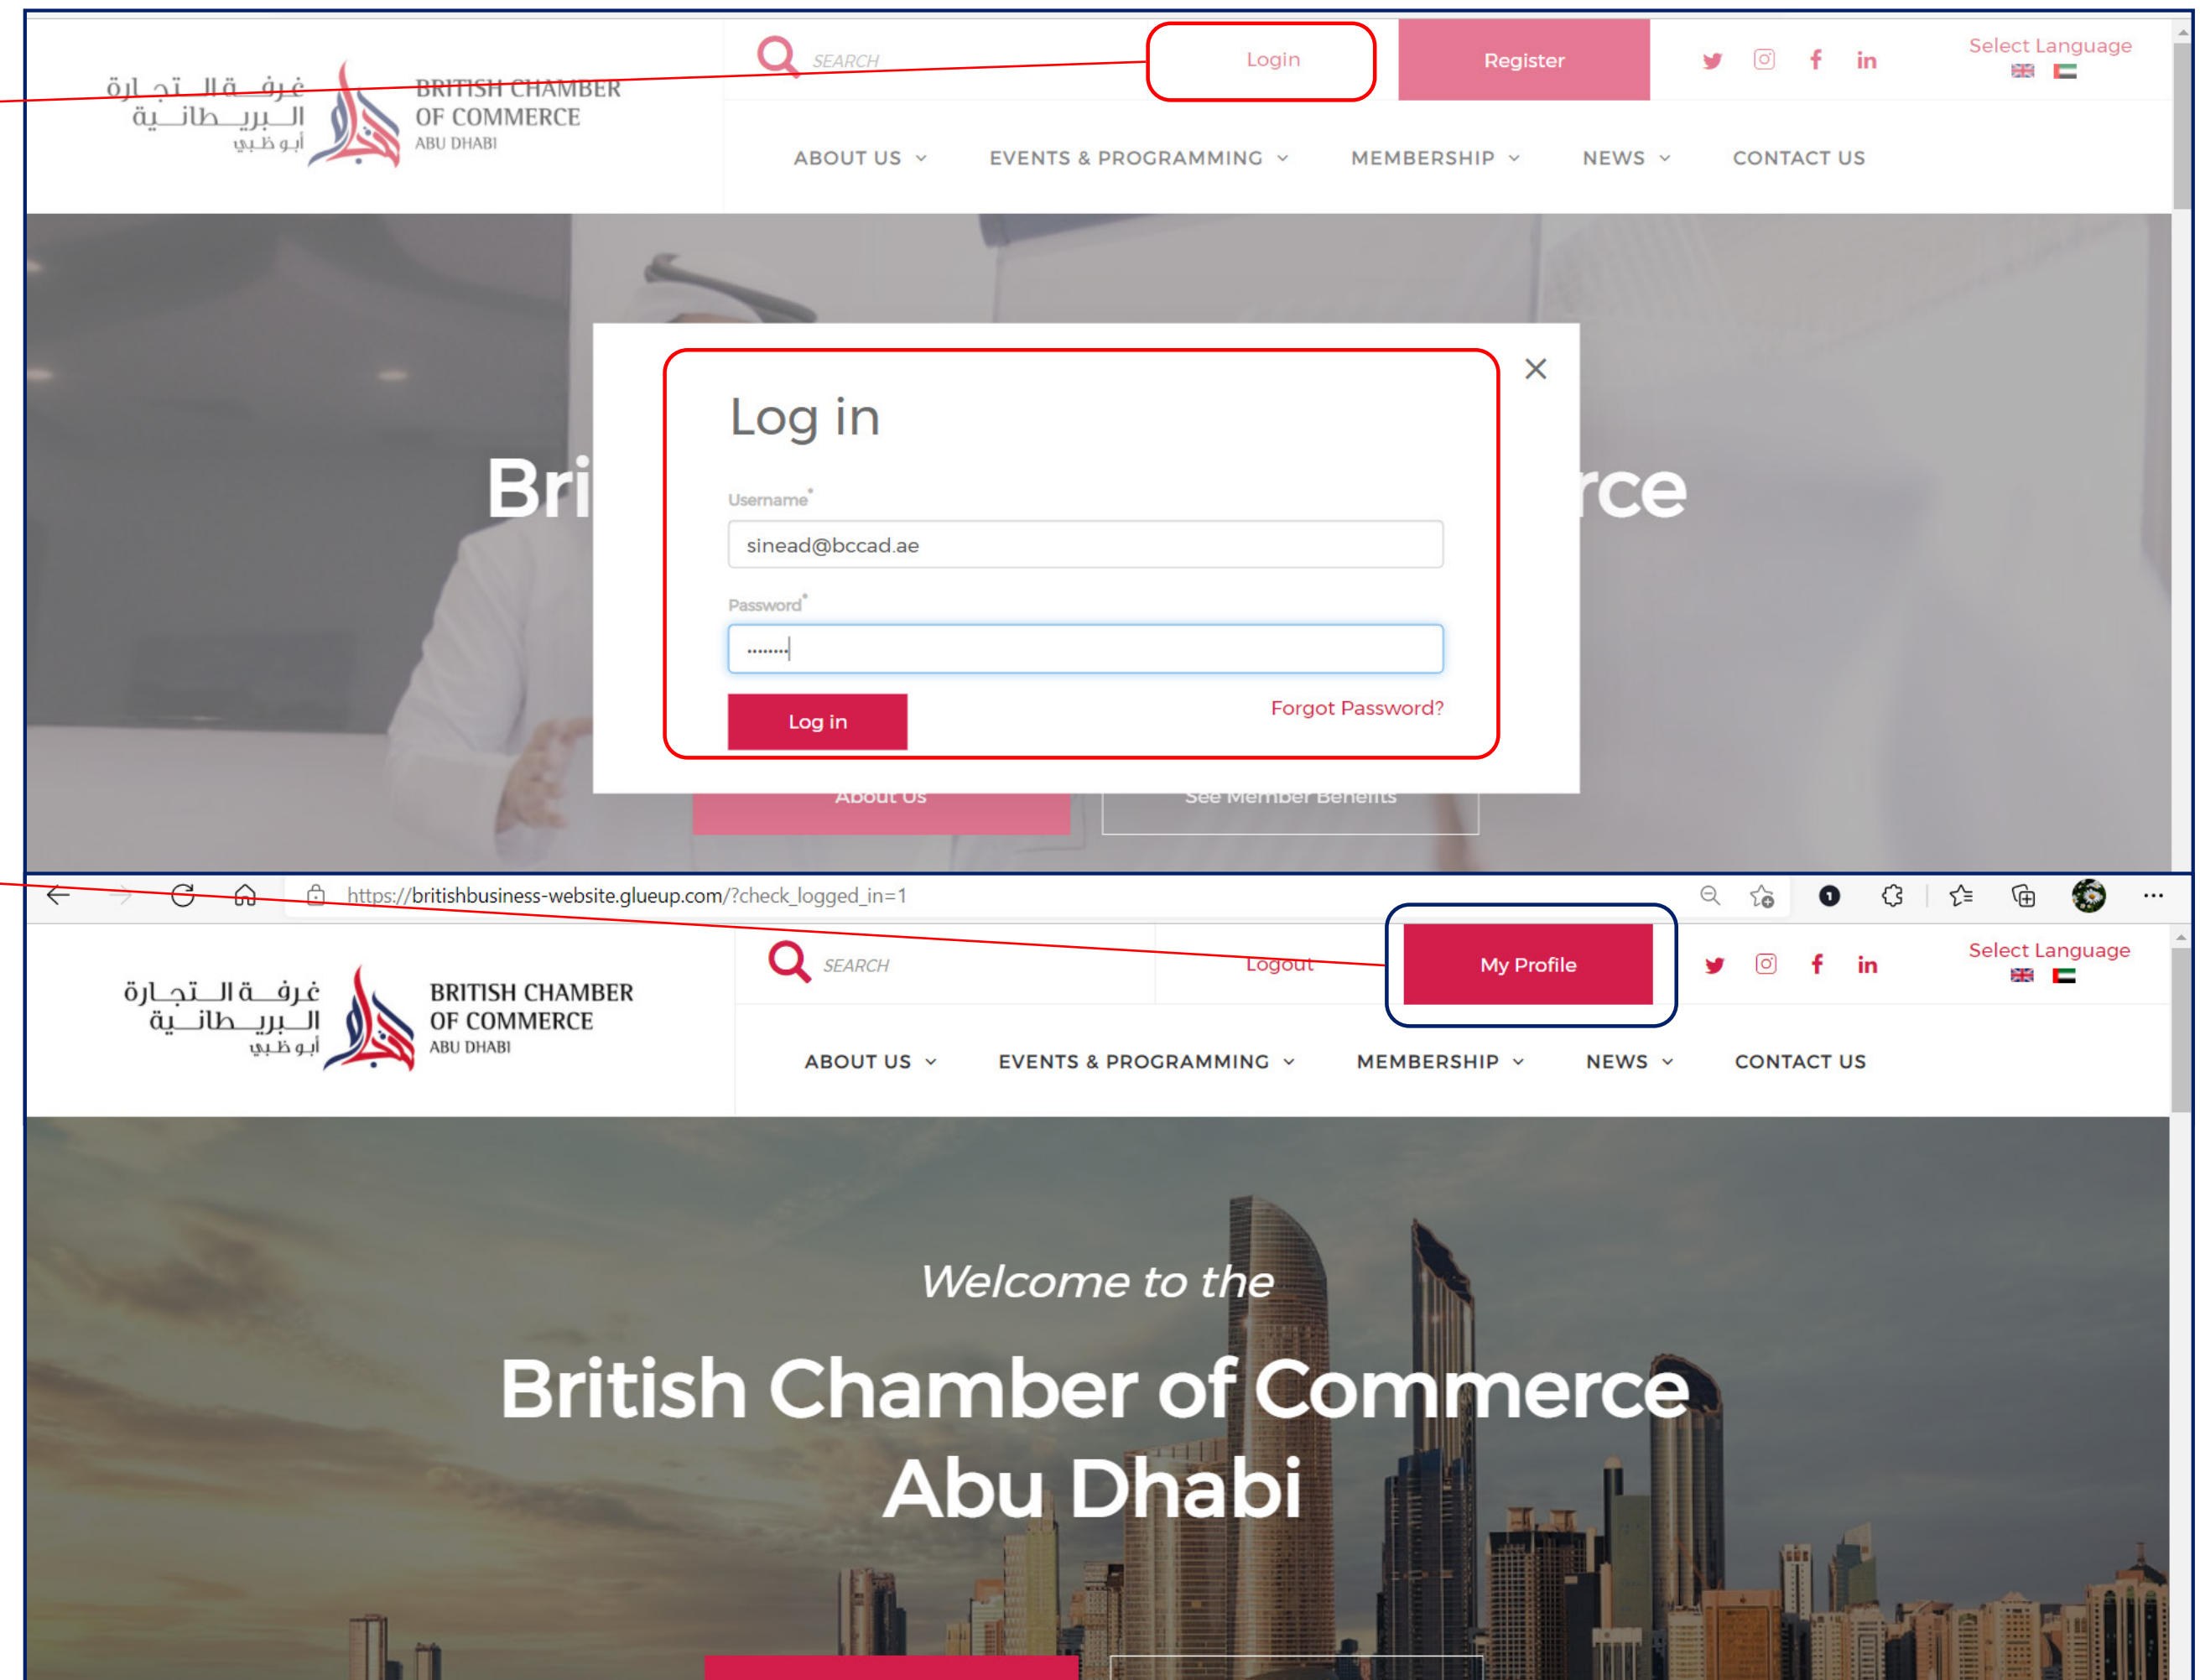 SEARCH
Login
Register
Select Language
غرفة التجارة
البريطانية
أبوظبي
BRITISH CHAMBER
OF COMMERCE
ABU DHABI
ABOUT US
EVENTS & PROGRAMMING
MEMBERSHIP
NEWS
CONTACT US
Log in
Bri
rce
Username*
sinead@bccad.ae
Password*
........
Log in
Forgot Password?
About Us
See Member Benefits
https://britishbusiness-website.glueup.com/?check_logged_in=1
SEARCH
Logout
My Profile
Select Language
غرفة التجارة
البريطانية
أبوظبي
BRITISH CHAMBER
OF COMMERCE
ABU DHABI
ABOUT US
EVENTS & PROGRAMMING
MEMBERSHIP
NEWS
CONTACT US
Welcome to the
British Chamber of Commerce
Abu Dhabi